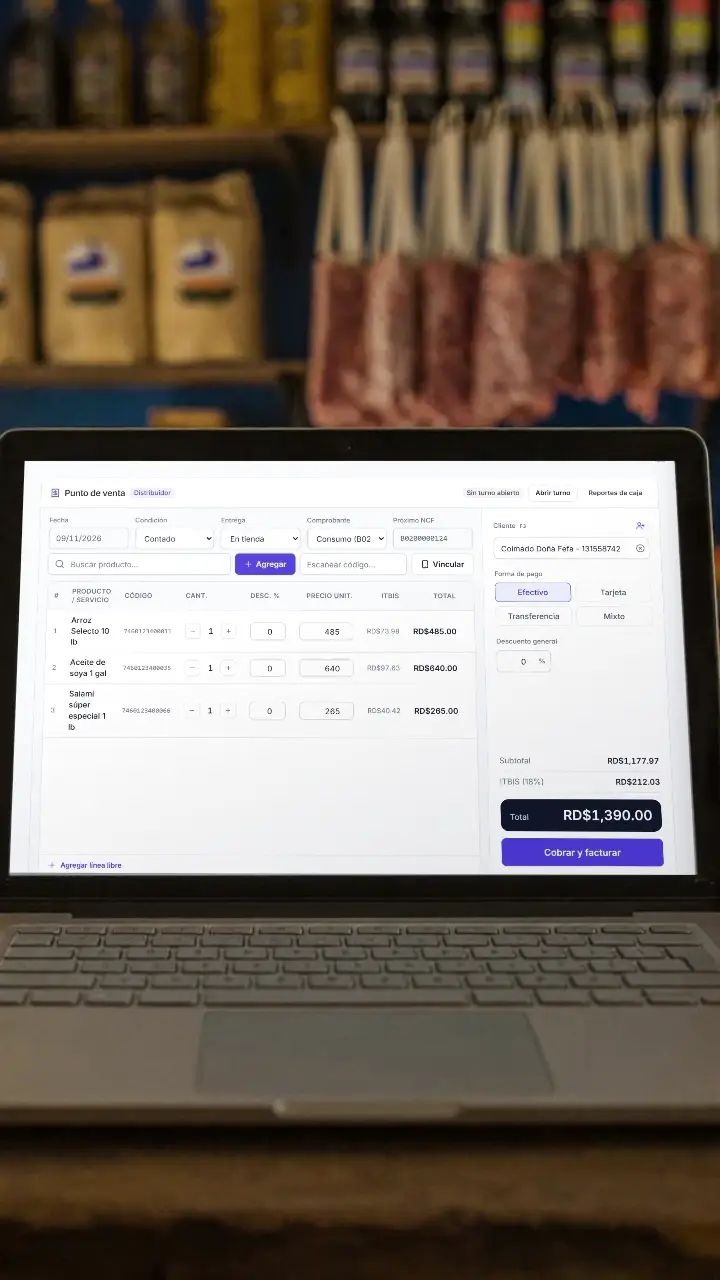 Punto de venta Distribuidor
Sin turno abierto Abrir turno Reportes de caja
Fecha Condición Entrega Comprobante Próximo NCF
09/11/2026 Contado En tienda Consumo (B02 B0200000124
Buscar producto... + Agregar Escanear código... Vincular
# PRODUCTO / SERVICIO CÓDIGO CANT. DESC. % PRECIO UNIT. ITBIS TOTAL
1 Arroz Selecto 10 lb 7460123400011 − 1 + 0 485 RD$73.98 RD$485.00
2 Aceite de soya 1 gal 7460123400035 − 1 + 0 640 RD$97.63 RD$640.00
3 Salami súper especial 1 lb 7460123400066 − 1 + 0 265 RD$40.42 RD$265.00
+ Agregar línea libre
Cliente
Colmado Doña Fefa - 131558742
Forma de pago
Efectivo Tarjeta
Transferencia Mixto
Descuento general
0 %
Subtotal RD$1,177.97
ITBIS (18%) RD$212.03
Total RD$1,390.00
Cobrar y facturar